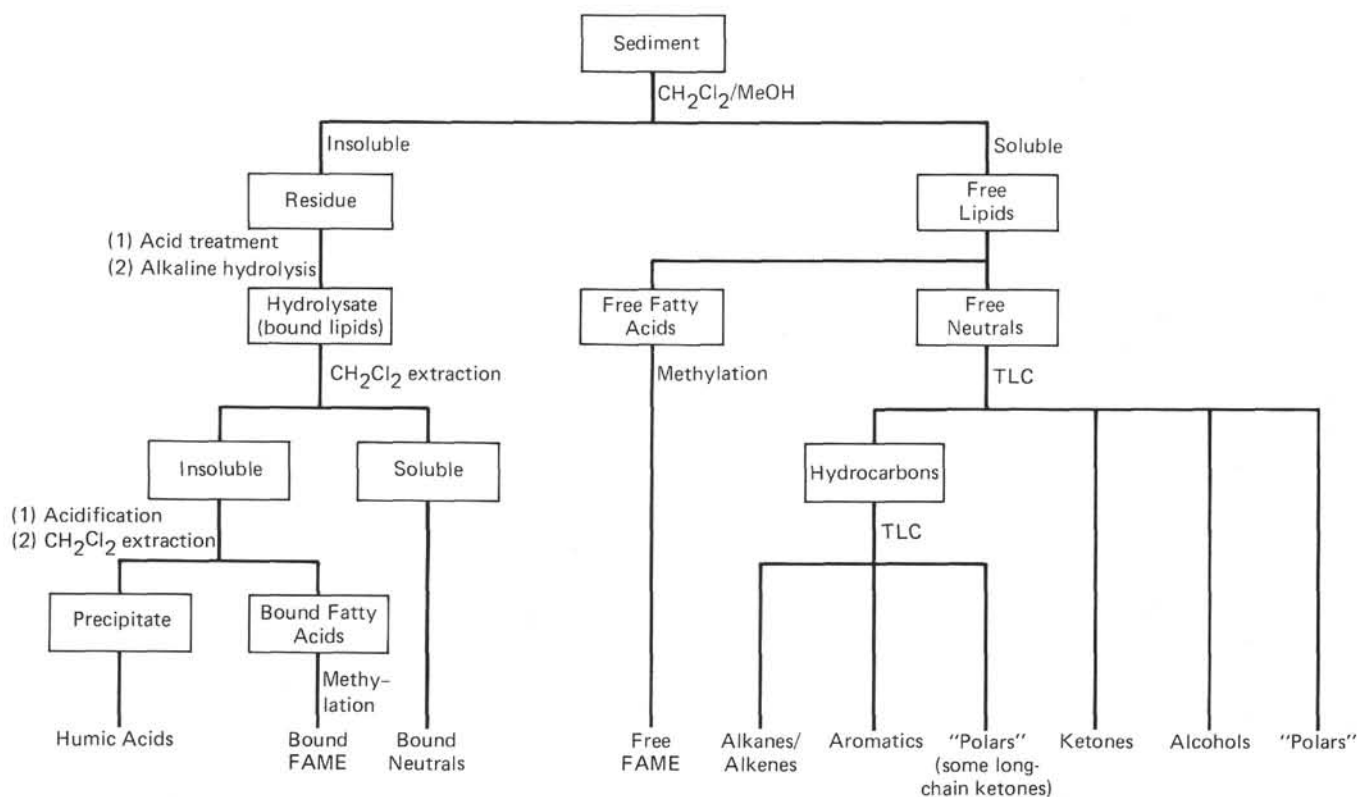 Sediment
CH2Cl2/MeOH
Insoluble
Soluble
Residue
Free
Lipids
(1) Acid treatment
(2) Alkaline hydrolysis
Hydrolysate
(bound lipids)
Free Fatty
Acids
Free
Neutrals
CH2Cl2 extraction
Methylation
TLC
Insoluble
Soluble
Hydrocarbons
(1) Acidification
(2) CH2Cl2 extraction
TLC
Precipitate
Bound Fatty
Acids
Methy–
lation
Humic Acids
Bound
FAME
Bound
Neutrals
Free
FAME
Alkanes/
Alkenes
Aromatics
"Polars"
(some long-
chain ketones)
Ketones
Alcohols
"Polars"